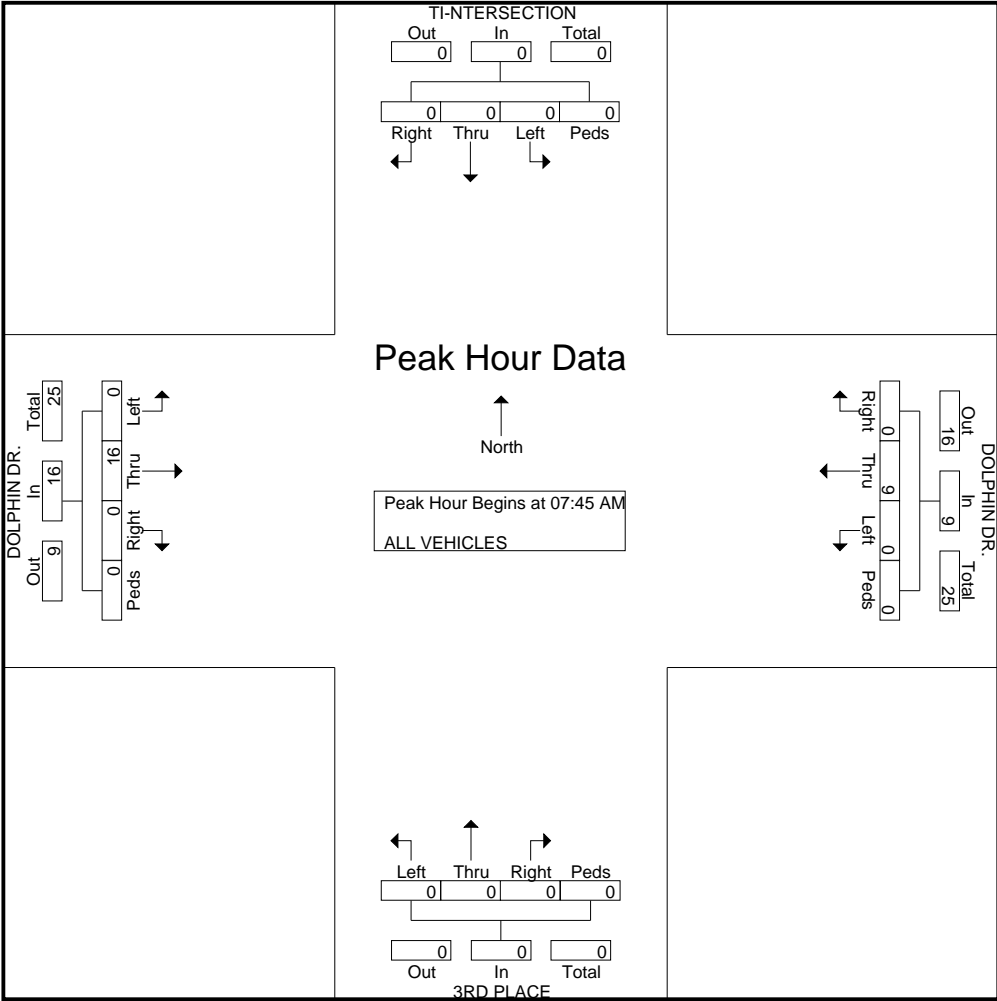 TI-NTERSECTION
Out In Total
0 0 0
0 0 0 0
Right Thru Left Peds
Peak Hour Data
North
Peak Hour Begins at 07:45 AM
ALL VEHICLES
DOLPHIN DR.
Out In Total
9 16 25
Peds Right Thru Left
0 0 16 0
DOLPHIN DR.
Out In Total
16 9 25
Right Thru Left Peds
0 9 0 0
Left Thru Right Peds
0 0 0 0
0 0 0
Out In Total
3RD PLACE